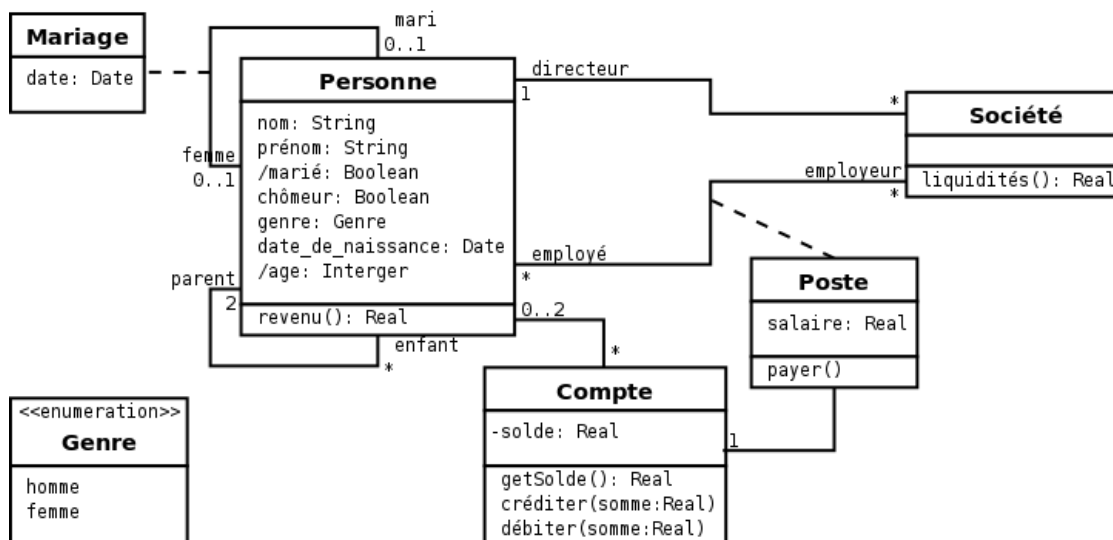 Mariage
date: Date
mari
0..1
femme
0..1
Personne
nom: String
prénom: String
/marié: Boolean
chômeur: Boolean
genre: Genre
date_de_naissance: Date
/age: Interger
revenu(): Real
directeur
1
*
Société
liquidités(): Real
employeur
*
employé
*
parent
2
enfant
*
0..2
*
Poste
salaire: Real
payer()
1
Compte
-solde: Real
getSolde(): Real
créditer(somme:Real)
débiter(somme:Real)
<<enumeration>>
Genre
homme
femme